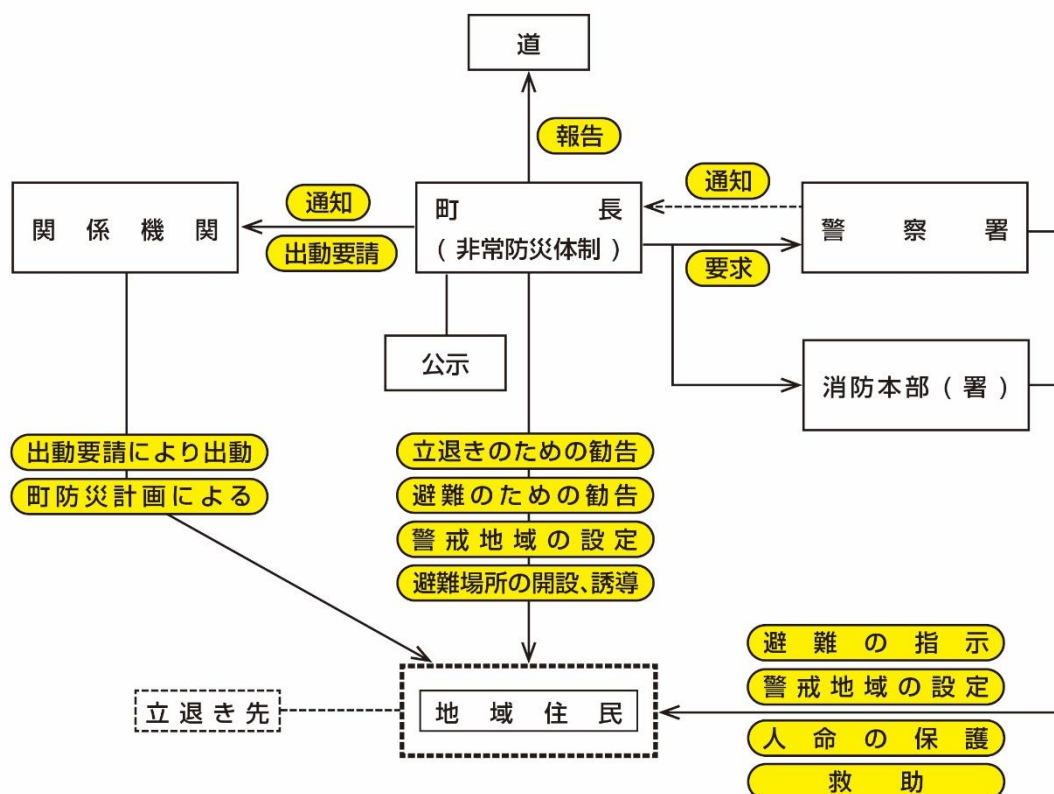 道
報告
関係機関
通知
出動要請
町長
(非常防災体制)
通知
要求
警察署
公示
消防本部(署)
出動要請により出動
町防災計画による
立退きのための勧告
避難のための勧告
警戒地域の設定
避難場所の開設、誘導
避難の指示
警戒地域の設定
人命の保護
救助
立退き先
地域住民